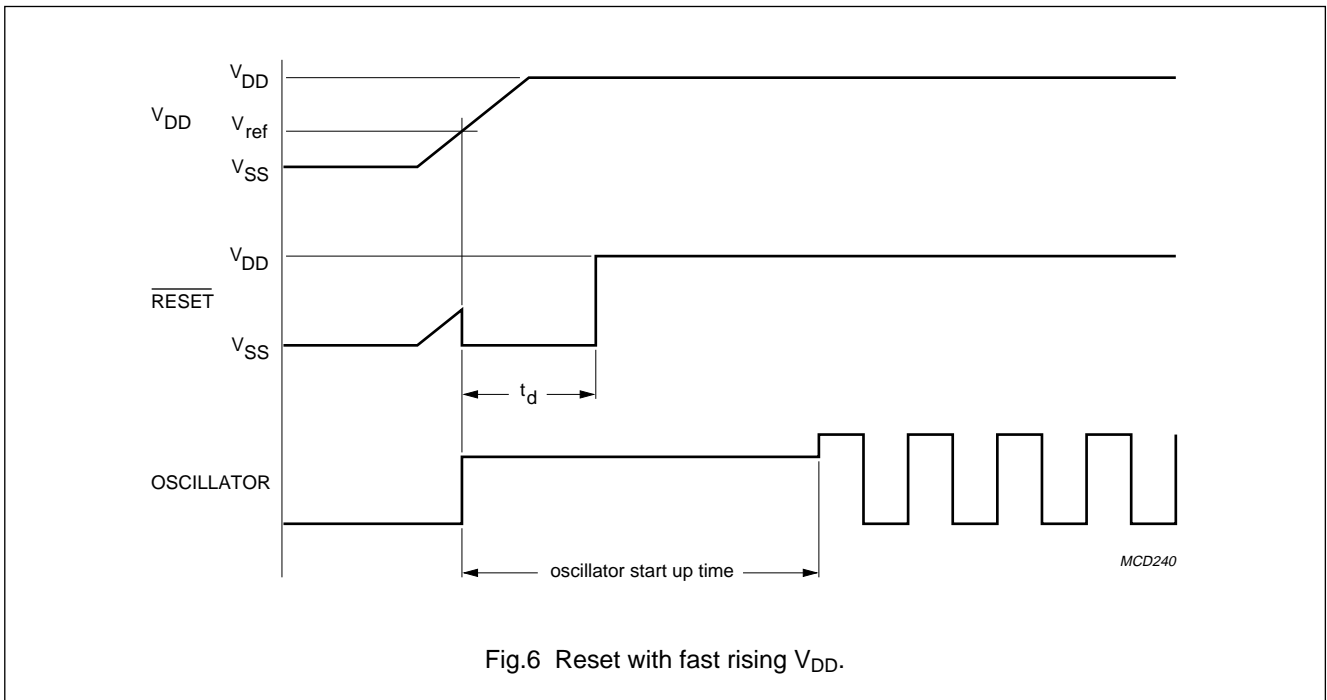 VDD
VDD
Vref
VSS
VDD
RESET
VSS
td
OSCILLATOR
oscillator start up time
MCD240
Fig.6 Reset with fast rising VDD.